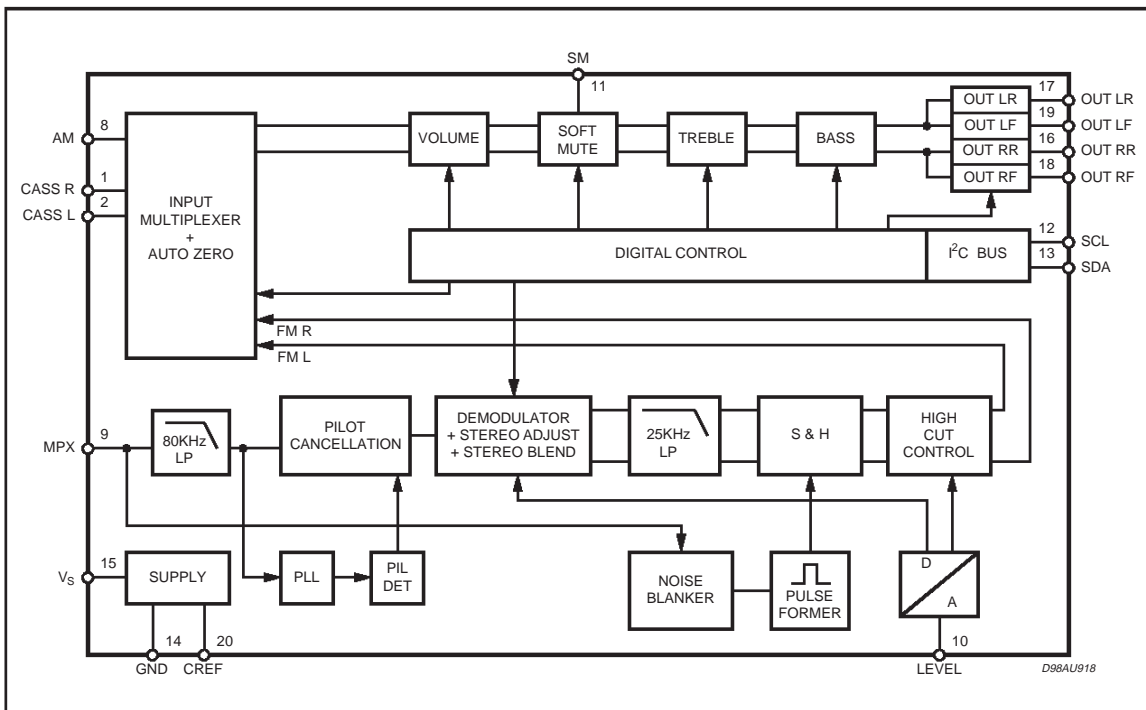 SM
11
17
OUT LR
OUT LR
19
8
VOLUME
SOFT
MUTE
TREBLE
BASS
OUT LF
OUT LF
16
AM
OUT RR
OUT RR
18
1
OUT RF
OUT RF
CASS R
2
CASS L
INPUT
MULTIPLEXER
+
AUTO ZERO
12
DIGITAL CONTROL
I²C BUS
SCL
13
SDA
FM R
FM L
9
MPX
80KHz
LP
PILOT
CANCELLATION
DEMODULATOR
+ STEREO ADJUST
+ STEREO BLEND
25KHz
LP
S & H
HIGH
CUT
CONTROL
15
VS
SUPPLY
PLL
PIL
DET
NOISE
BLANKER
PULSE
FORMER
D
A
14
20
10
GND
CREF
LEVEL
D98AU918